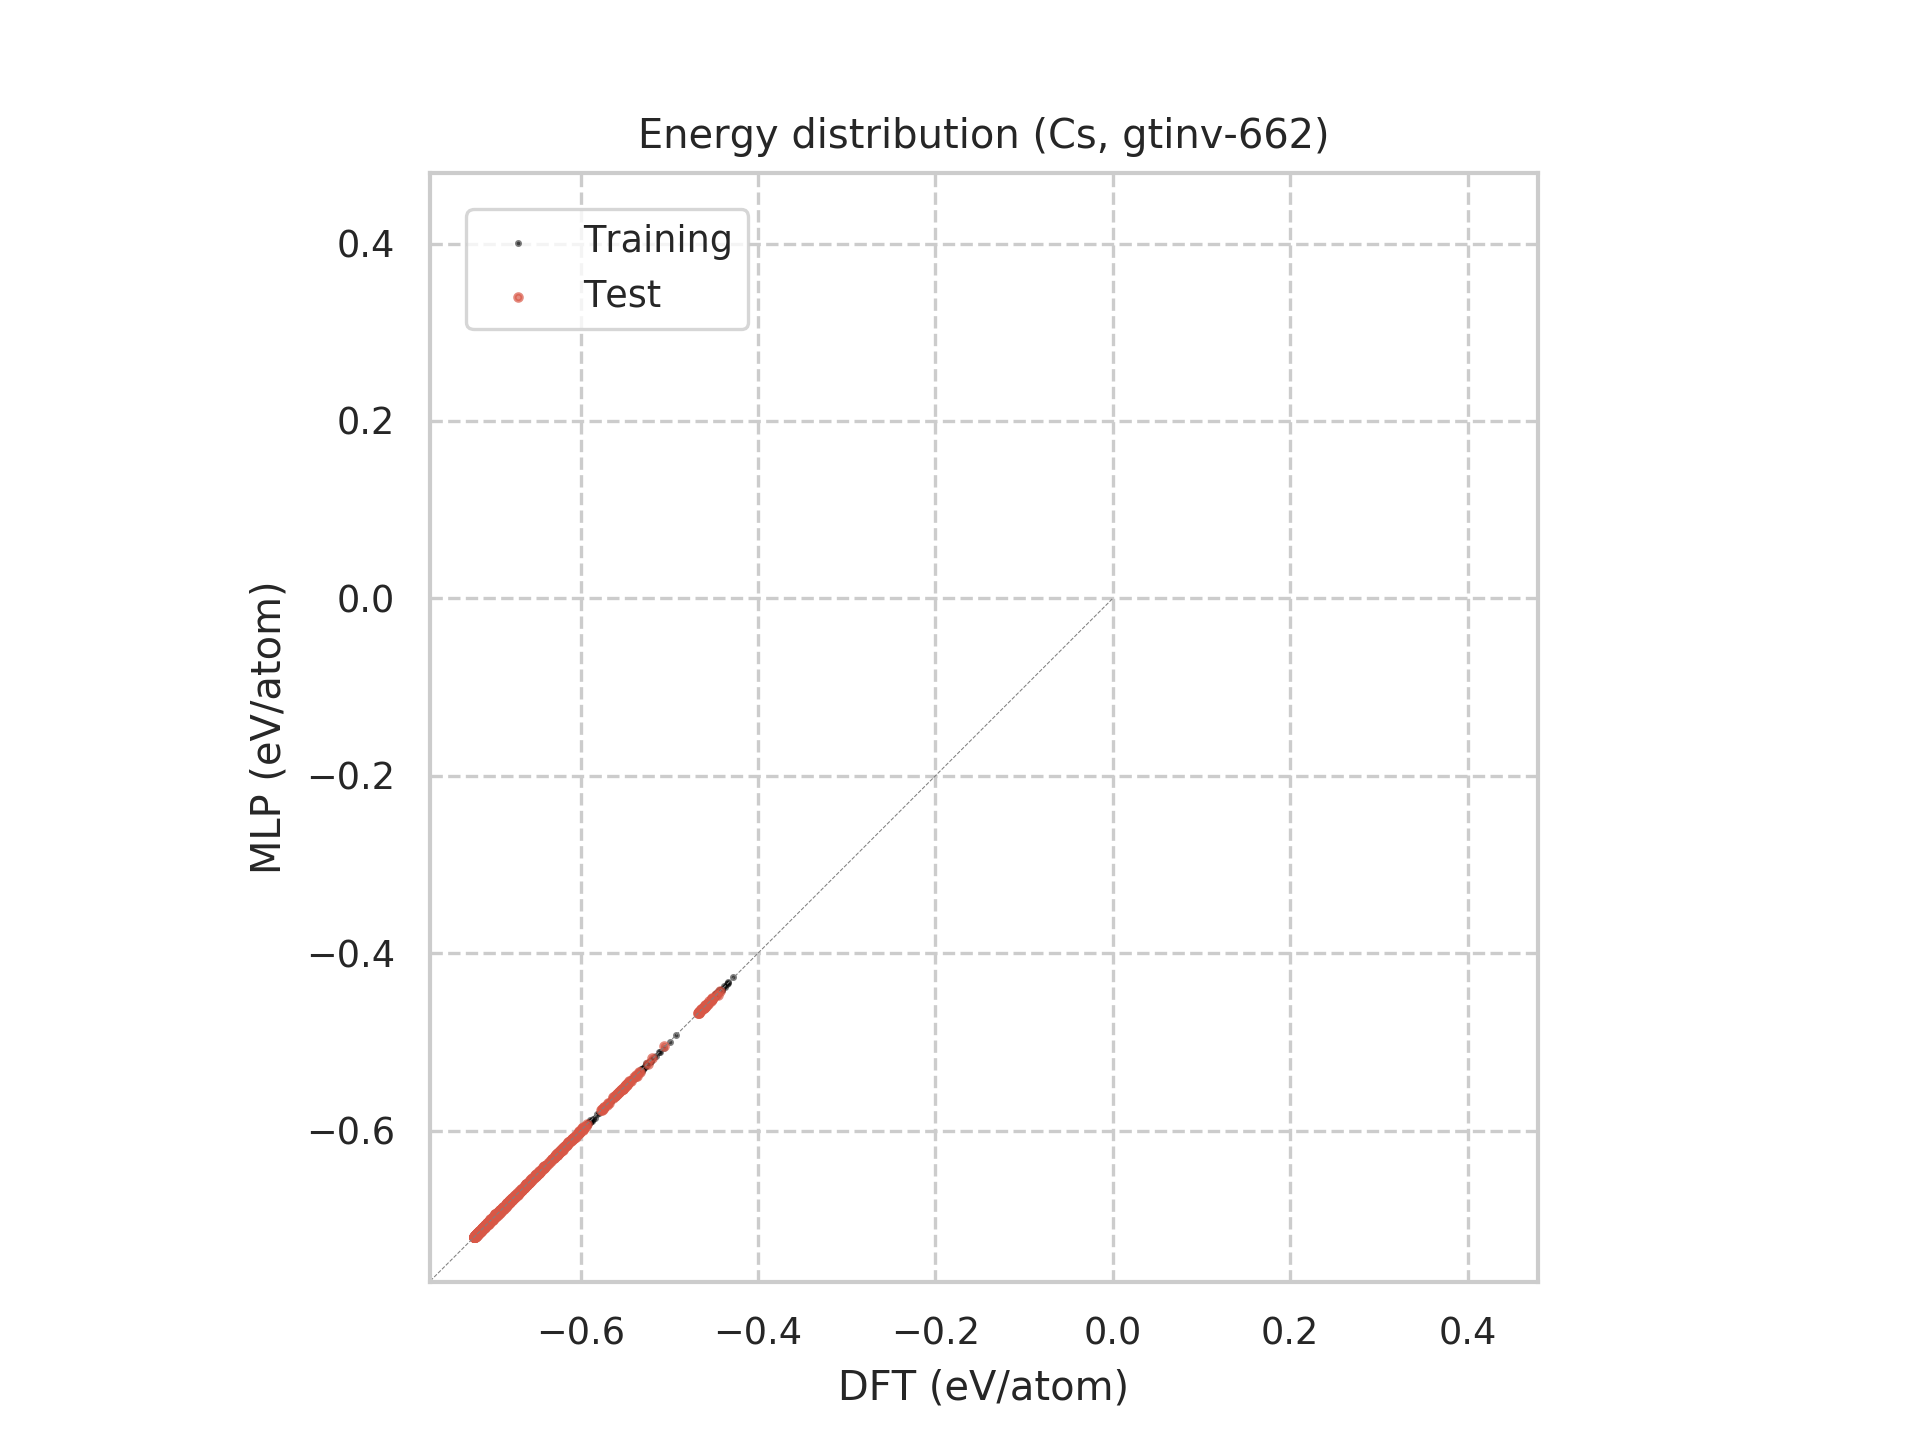 Energy distribution (Cs, gtinv-662)
Training
Test
0.4
0.2
0.0
−0.2
−0.4
−0.6
MLP (eV/atom)
−0.6 −0.4 −0.2 0.0 0.2 0.4
DFT (eV/atom)